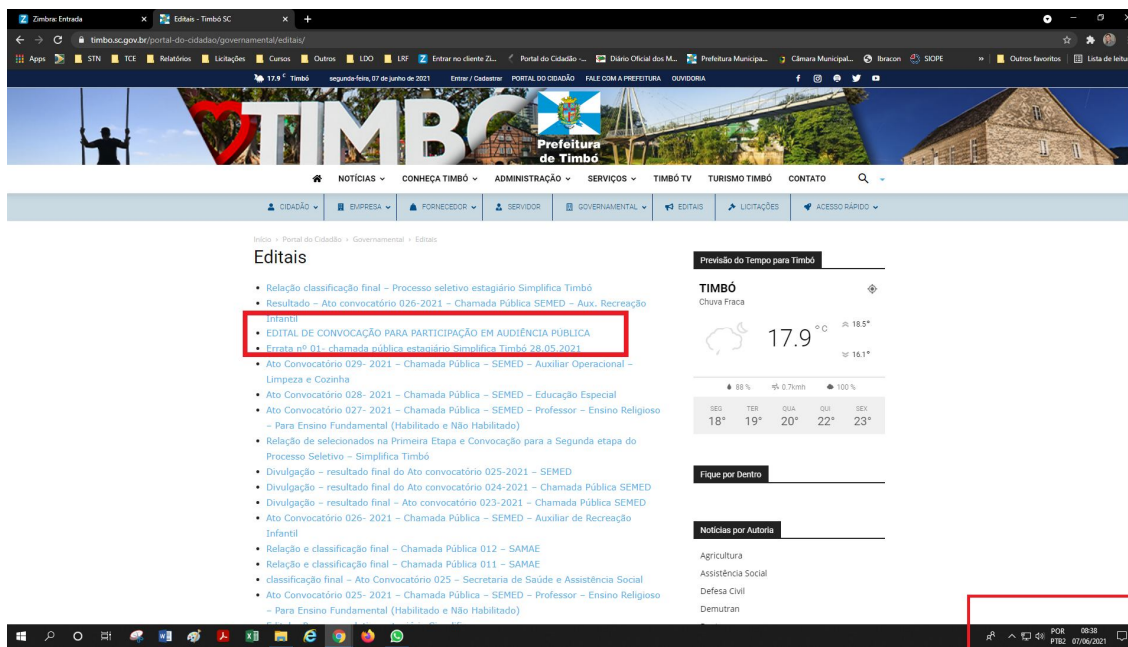 Zimbra: Entrada
Editais - Timbó SC
timbo.sc.gov.br/portal-do-cidadao/governamental/editais/
Apps STN TCE Relatórios Licitações Cursos Outros LDO LRF Entrar no cliente Zi... Portal do Cidadão -... Diário Oficial dos M... Prefeitura Municipa... Câmara Municipal... Ibracon SIOPE » Outros favoritos Lista de leitu
17.9 C Timbó segunda-feira, 07 de junho de 2021 Entrar / Cadastrar PORTAL DO CIDADÃO FALE COM A PREFEITURA OUVIDORIA
TIMBÓ
Prefeitura
de Timbó
NOTÍCIAS CONHEÇA TIMBÓ ADMINISTRAÇÃO SERVIÇOS TIMBÓ TV TURISMO TIMBÓ CONTATO
CIDADÃO EMPRESA FORNECEDOR SERVIDOR GOVERNAMENTAL EDITAIS LICITAÇÕES ACESSO RÁPIDO
Início » Portal do Cidadão » Governamental » Editais
Editais
• Relação classificação final – Processo seletivo estagiário Simplifica Timbó
• Resultado – Ato convocatório 026-2021 – Chamada Pública SEMED – Aux. Recreação
Infantil
• EDITAL DE CONVOCAÇÃO PARA PARTICIPAÇÃO EM AUDIÊNCIA PÚBLICA
• Errata nº 01- chamada pública estagiário Simplifica Timbó 28.05.2021
• Ato Convocatório 029- 2021 – Chamada Pública – SEMED – Auxiliar Operacional –
Limpeza e Cozinha
• Ato Convocatório 028- 2021 – Chamada Pública – SEMED – Educação Especial
• Ato Convocatório 027- 2021 – Chamada Pública – SEMED – Professor – Ensino Religioso
– Para Ensino Fundamental (Habilitado e Não Habilitado)
• Relação de selecionados na Primeira Etapa e Convocação para a Segunda etapa do
Processo Seletivo – Simplifica Timbó
• Divulgação – resultado final do Ato convocatório 025-2021 – SEMED
• Divulgação – resultado final do Ato convocatório 024-2021 – Chamada Pública SEMED
• Divulgação – resultado final – Ato convocatório 023-2021 – Chamada Pública SEMED
• Ato Convocatório 026- 2021 – Chamada Pública – SEMED – Auxiliar de Recreação
Infantil
• Relação e classificação final – Chamada Pública 012 – SAMAE
• Relação e classificação final – Chamada Pública 011 – SAMAE
• classificação final – Ato Convocatório 025 – Secretaria de Saúde e Assistência Social
• Ato Convocatório 025- 2021 – Chamada Pública – SEMED – Professor – Ensino Religioso
– Para Ensino Fundamental (Habilitado e Não Habilitado)
Previsão do Tempo para Timbó
TIMBÓ
Chuva Fraca
17.9 °C
18.5°
16.1°
88 % 0.7kmh 100 %
SEG TER QUA QUI SEX
18° 19° 20° 22° 23°
Fique por Dentro
Notícias por Autoria
Agricultura
Assistência Social
Defesa Civil
Demutran
POR 08:38
PTB2 07/06/2021